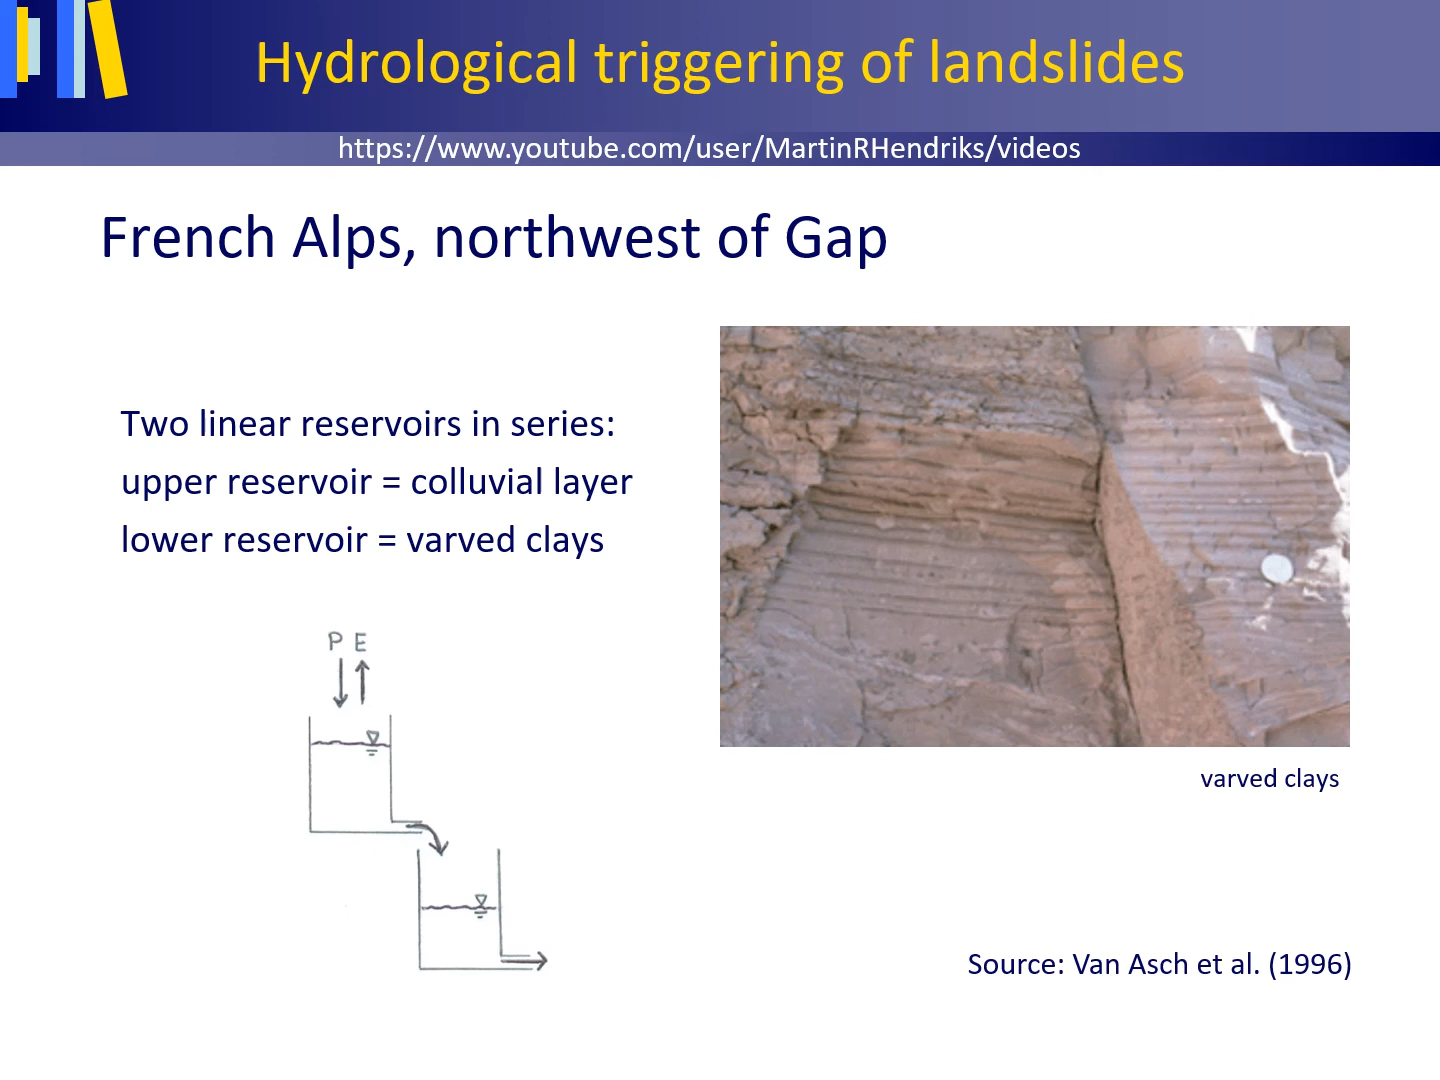 Hydrological triggering of landslides
https://www.youtube.com/user/MartinRHendriks/videos
French Alps, northwest of Gap
Two linear reservoirs in series:
upper reservoir = colluvial layer
lower reservoir = varved clays
P E
varved clays
Source: Van Asch et al. (1996)